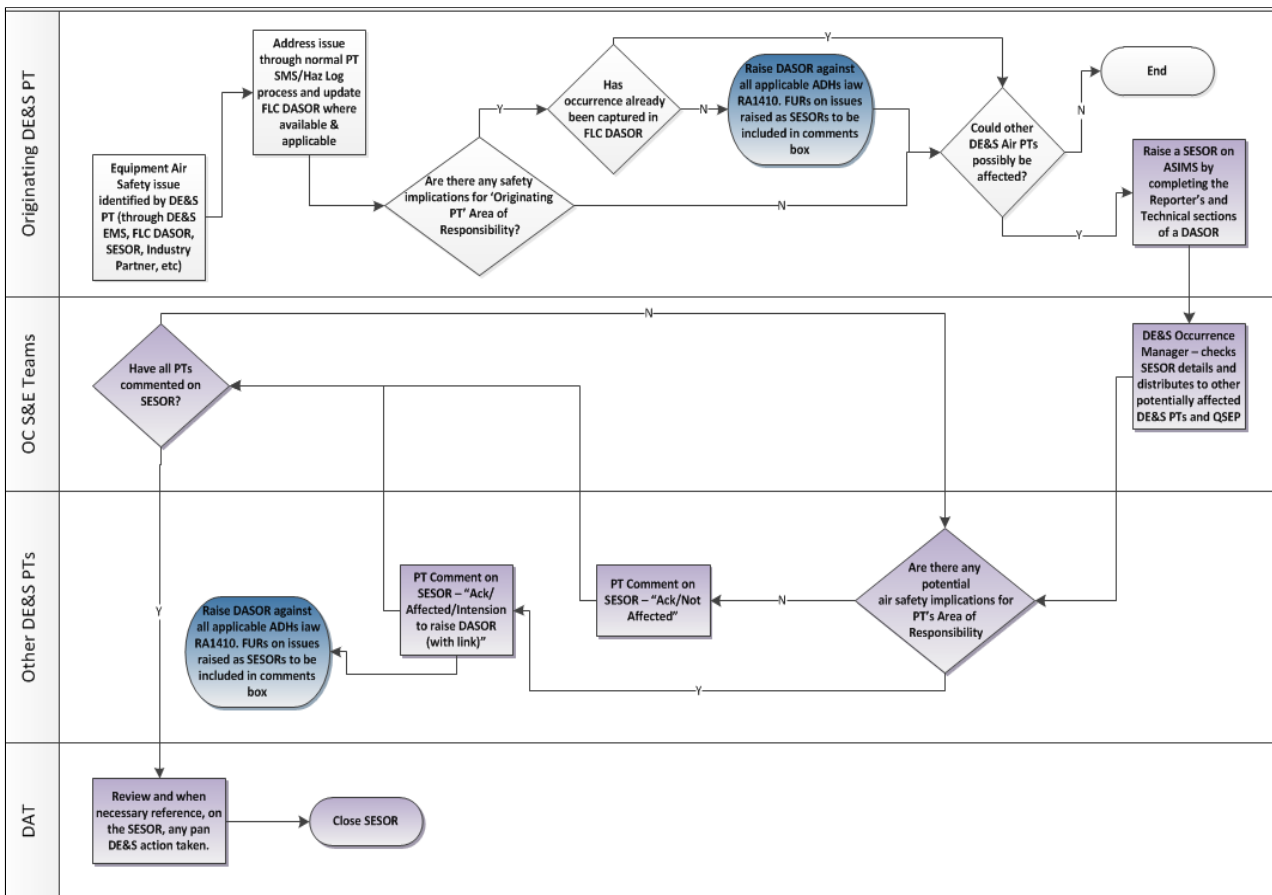 Originating DE&S PT
Equipment Air
Safety issue
identified by DE&S
PT (through DE&S
EMS, FLC DASOR,
SESOR, Industry
Partner, etc)
Address issue
through normal PT
SMS/Haz Log
process and update
FLC DASOR where
available &
applicable
Are there any safety
implications for ‘Originating
PT’ Area of
Responsibility?
Y
N
Has
occurrence already
been captured in
FLC DASOR
Y
N
Raise DASOR against
all applicable ADHs iaw
RA1410. FURs on issues
raised as SESORs to be
included in comments
box
Could other
DE&S Air PTs
possibly be
affected?
N
Y
End
Raise a SESOR on
ASIMS by
completing the
Reporter’s and
Technical sections
of a DASOR
OC S&E Teams
Have all PTs
commented on
SESOR?
N
DE&S Occurrence
Manager – checks
SESOR details and
distributes to other
potentially affected
DE&S PTs and QSEP
Other DE&S PTs
Y
Raise DASOR against
all applicable ADHs iaw
RA1410. FURs on issues
raised as SESORs to be
included in comments
box
PT Comment on
SESOR – “Ack/
Affected/Intension
to raise DASOR
(with link)”
PT Comment on
SESOR – “Ack/Not
Affected”
N
Y
Are there any
potential
air safety implications for
PT’s Area of
Responsibility
DAT
Review and when
necessary reference, on
the SESOR, any pan
DE&S action taken.
Close SESOR